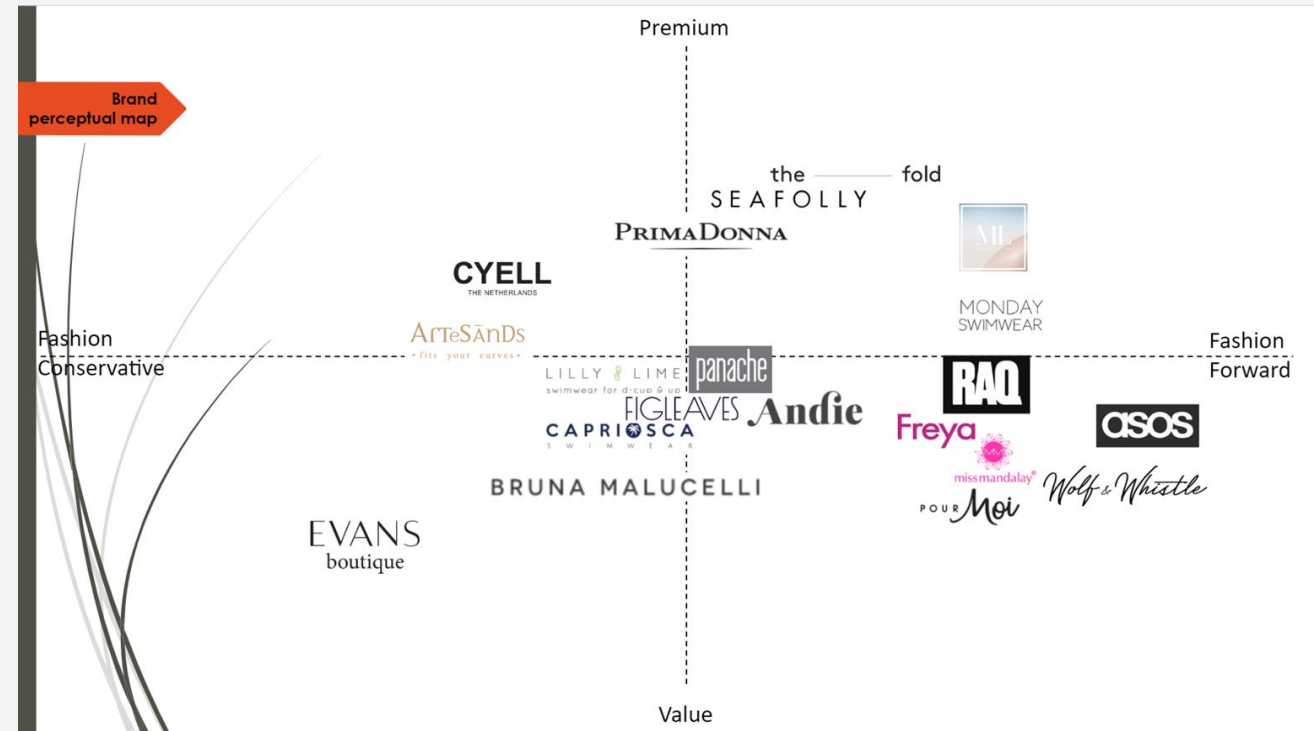 Premium
Brand
perceptual map
the fold
SEAFOLLY
PRIMADONNA
ML
CYELL
THE NETHERLANDS
MONDAY
SWIMWEAR
ARTESĀNDS
• fits your curves •
Fashion
Conservative
Fashion
Forward
LILLY & LIME
swimwear for d-cup & up
panache
RAQ
FIGLEAVES
Andie
CAPRIOSCA
SWIMWEAR
Freya
asos
MM
missmandalay®
BRUNA MALUCELLI
Wolf & Whistle
POUR Moi
EVANS
boutique
Value